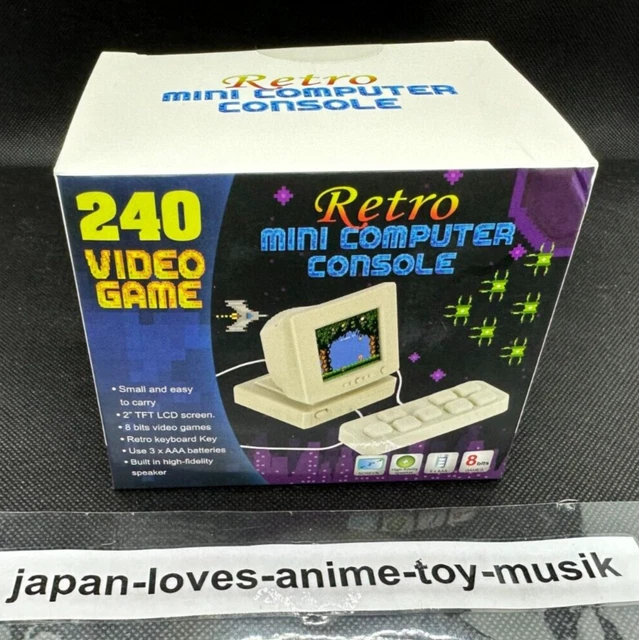 Retro
MINI COMPUTER
CONSOLE
240
VIDEO
GAME
Retro
MINI COMPUTER
CONSOLE
• Small and easy
to carry
• 2" TFT LCD screen.
• 8 bits video games
• Retro keyboard Key
• Use 3 x AAA batteries
• Built in high-fidelity
speaker
8 bits
japan-loves-anime-toy-musik